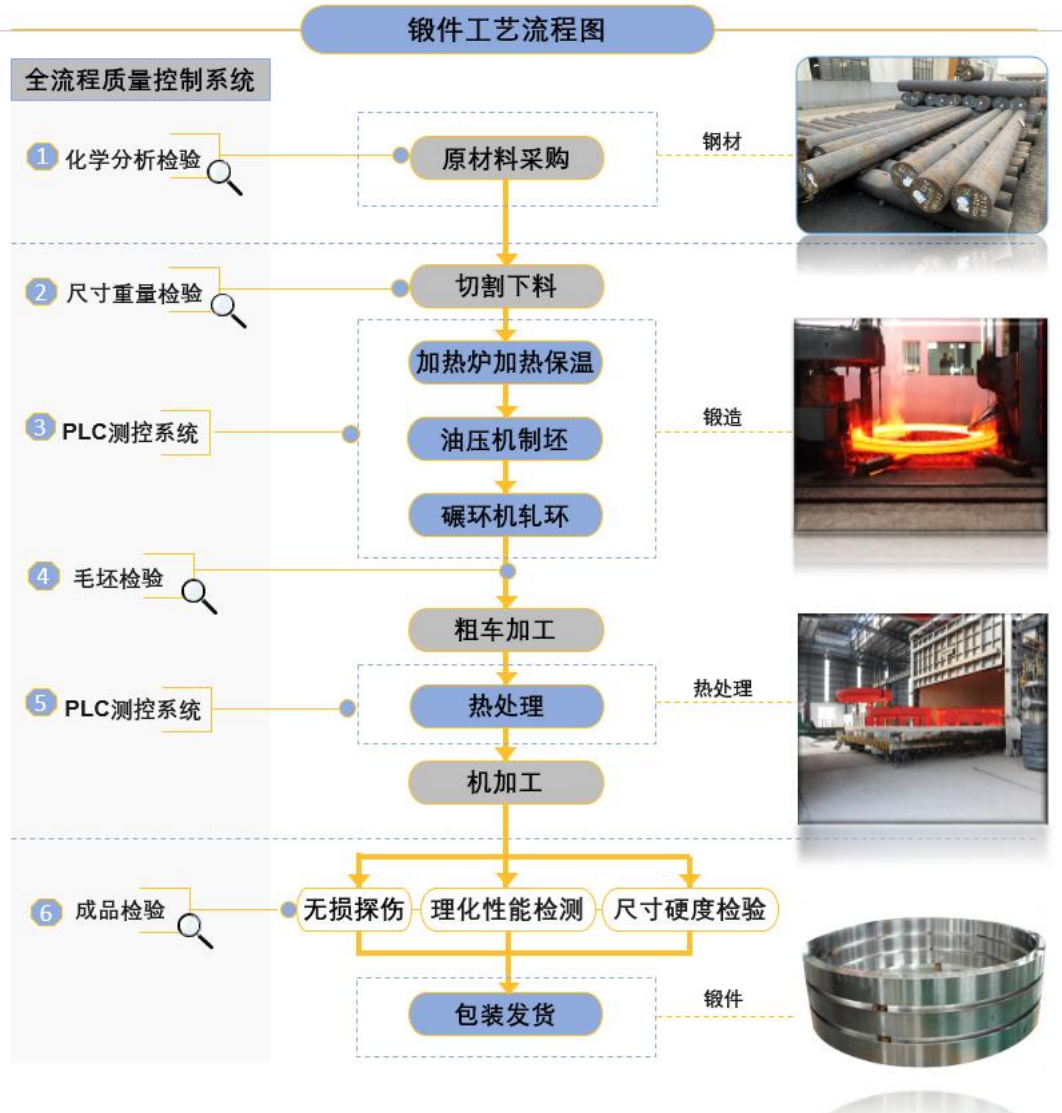 锻件工艺流程图
全流程质量控制系统
1 化学分析检验
原材料采购
钢材
2 尺寸重量检验
切割下料
加热炉加热保温
3 PLC测控系统
油压机制坯
锻造
碾环机轧环
4 毛坯检验
粗车加工
5 PLC测控系统
热处理
热处理
机加工
6 成品检验
无损探伤
理化性能检测
尺寸硬度检验
包装发货
锻件